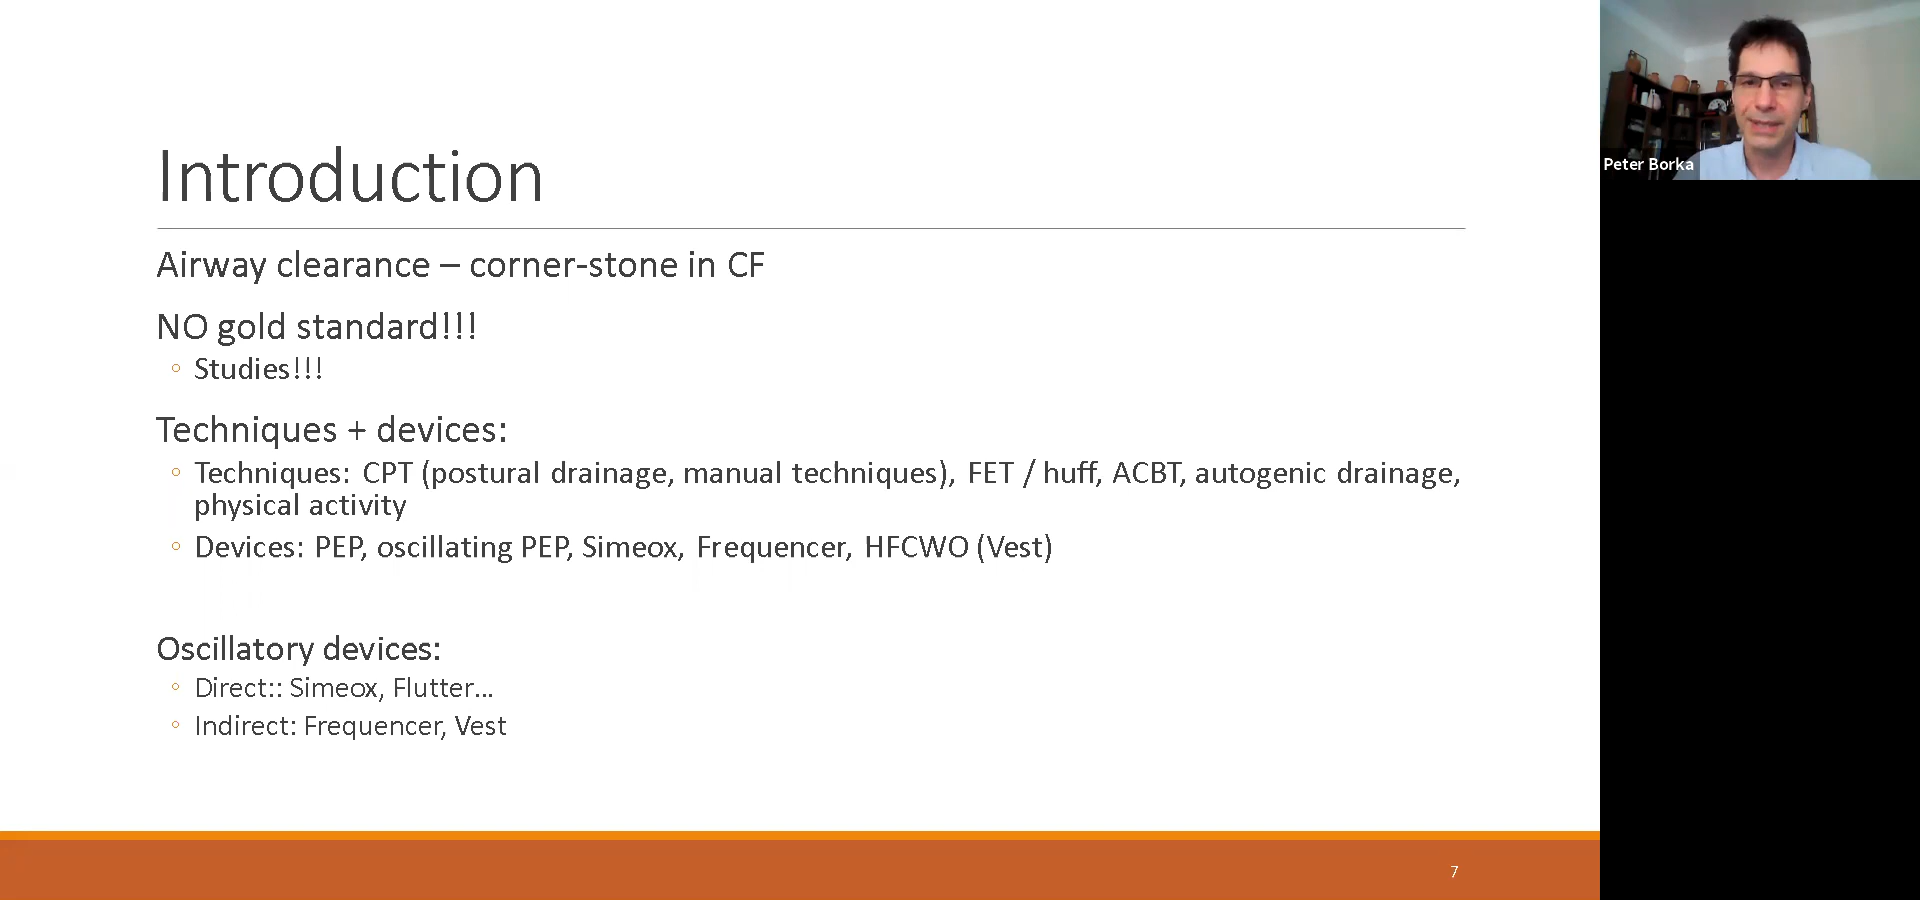 Introduction
Airway clearance – corner-stone in CF
NO gold standard!!!
◦ Studies!!!
Techniques + devices:
◦ Techniques: CPT (postural drainage, manual techniques), FET / huff, ACBT, autogenic drainage,
physical activity
◦ Devices: PEP, oscillating PEP, Simeox, Frequencer, HFCWO (Vest)
Oscillatory devices:
◦ Direct:: Simeox, Flutter…
◦ Indirect: Frequencer, Vest
7
Peter Borka